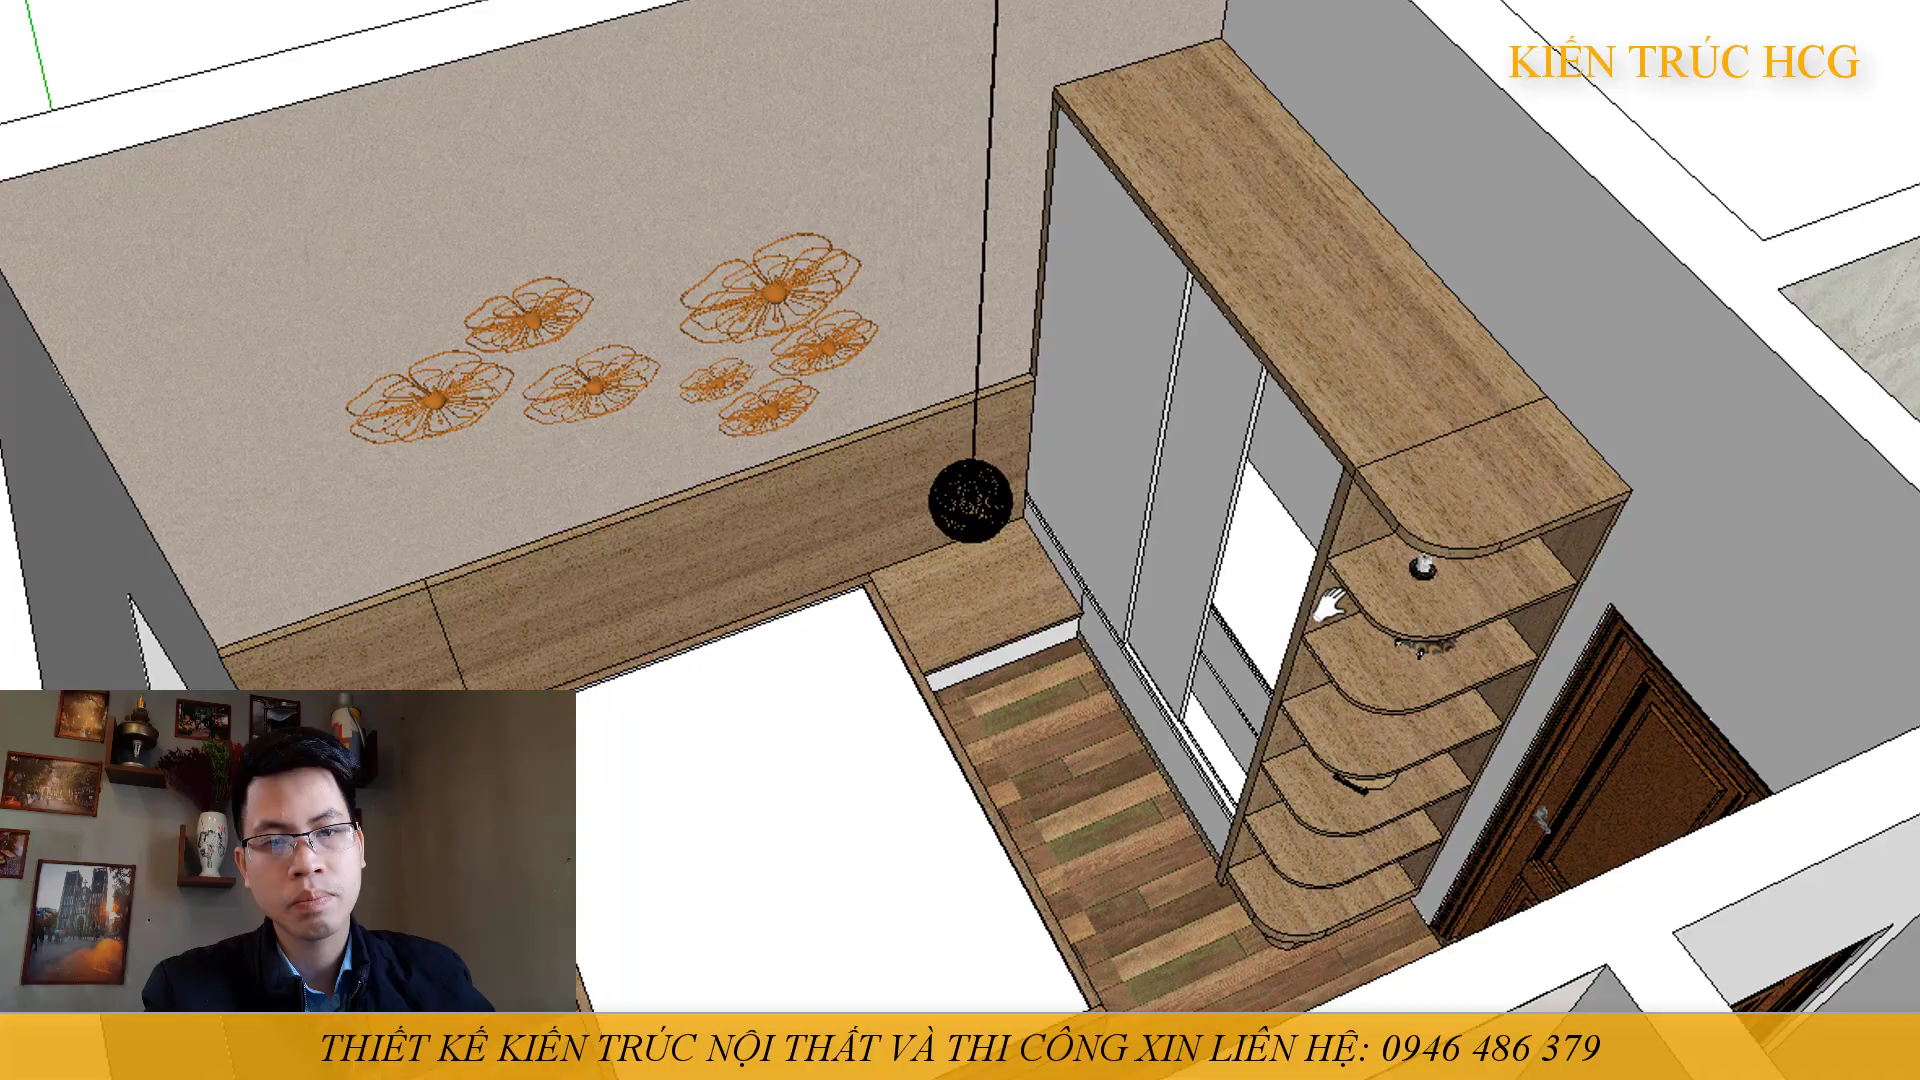 KIẾN TRÚC HCG
THIẾT KẾ KIẾN TRÚC NỘI THẤT VÀ THI CÔNG XIN LIÊN HỆ: 0946 486 379